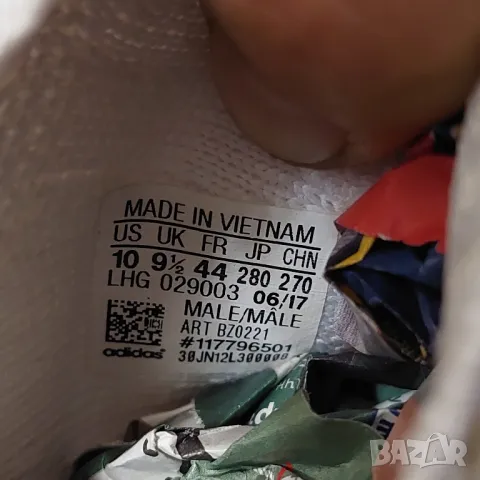 MADE IN VIETNAM
US UK FR JP CHN
10 9½ 44 280 270
LHG 029003 06/17
MALE/MÂLE
ART BZ0221
#117796501
adidas
30JN12L300000
BAZAR